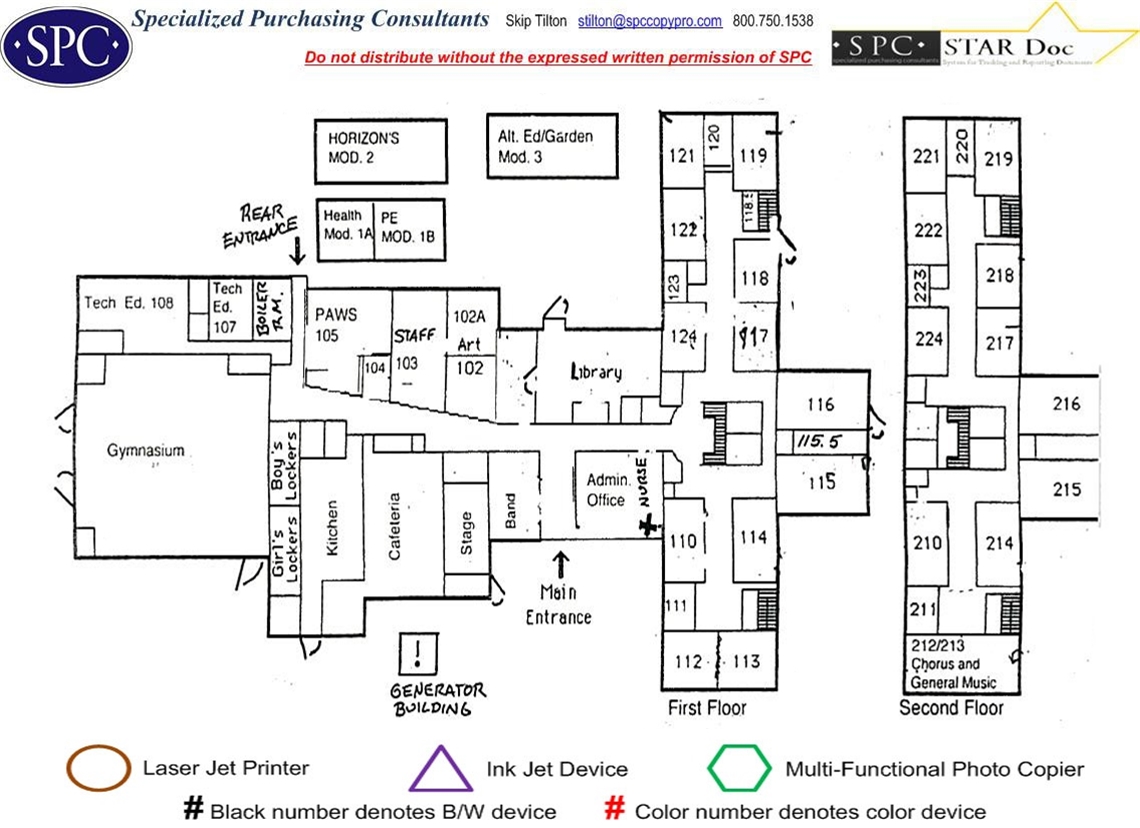 SPC
Specialized Purchasing Consultants Skip Tilton stilton@spccopypro.com 800.750.1538
Do not distribute without the expressed written permission of SPC
SPC STAR Doc
specialized purchasing consultants
System for Tracking and Reporting Documents
HORIZON'S
MOD. 2
Alt. Ed/Garden
Mod. 3
Health
Mod. 1A
PE
MOD. 1B
REAR
ENTRANCE
Tech Ed. 108
Tech
Ed.
107
BOILER
RM.
PAWS
105
104
STAFF
103
102A
Art
102
Library
Gymnasium
Boy's
Lockers
Girl's
Lockers
Kitchen
Cafeteria
Stage
Band
Admin.
Office
NURSE
Main
Entrance
!
GENERATOR
BUILDING
121
120
119
118.5
122
123
118
124
117
116
115.5
115
110
114
111
112
113
First Floor
221
220
219
222
223
218
224
217
216
215
210
214
211
212/213
Chorus and
General Music
Second Floor
Laser Jet Printer
Ink Jet Device
Multi-Functional Photo Copier
# Black number denotes B/W device
# Color number denotes color device